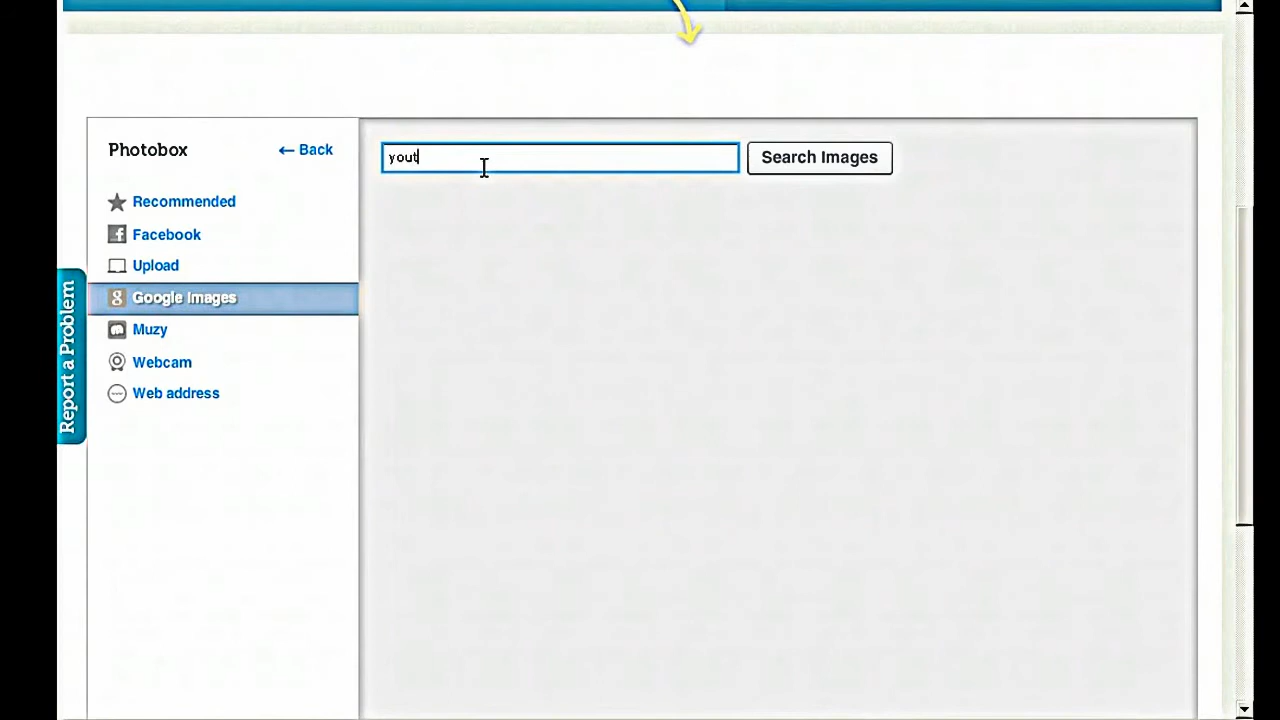 Photobox
← Back
yout
Search Images
Recommended
Facebook
Upload
Google Images
Muzy
Webcam
Web address
Report a Problem